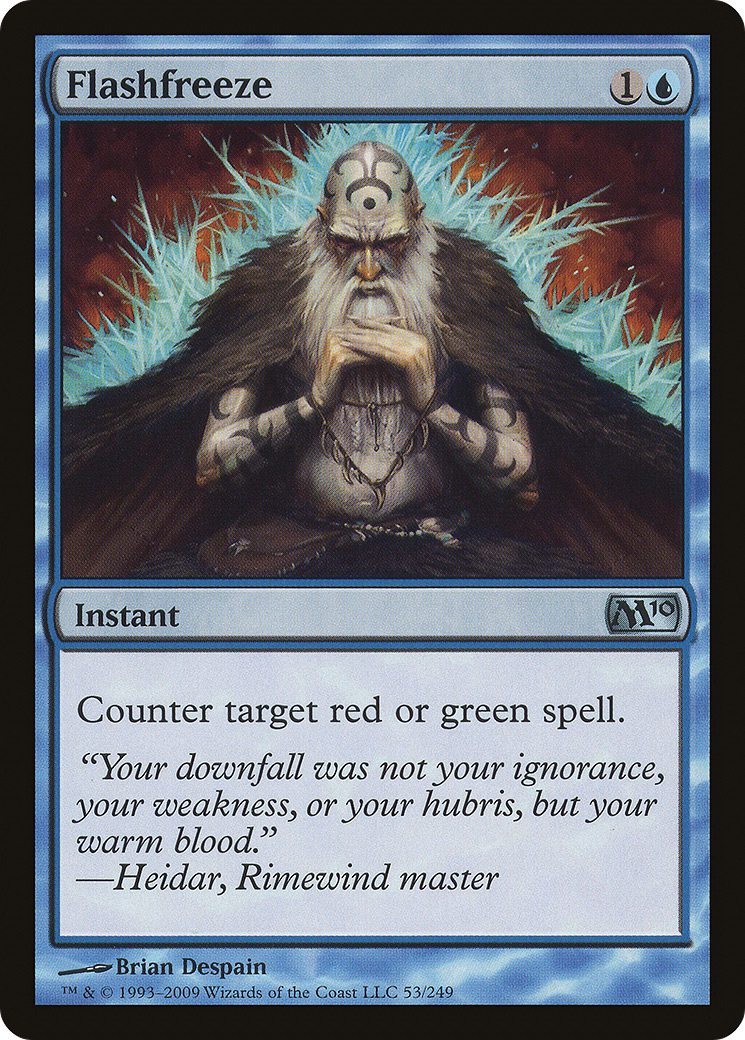 Flashfreeze 1
Instant M10
Counter target red or green spell.
“Your downfall was not your ignorance,
your weakness, or your hubris, but your
warm blood.”
—Heidar, Rimewind master
Brian Despain
™ & © 1993–2009 Wizards of the Coast LLC 53/249